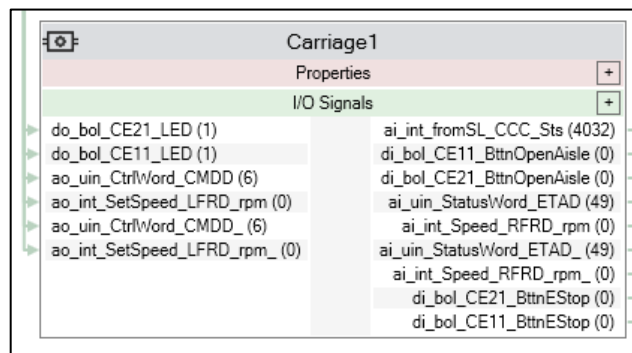 Carriage1
Properties +
I/O Signals +
do_bol_CE21_LED (1) ai_int_fromSL_CCC_Sts (4032)
do_bol_CE11_LED (1) di_bol_CE11_BttnOpenAisle (0)
ao_uin_CtrlWord_CMDD (6) di_bol_CE21_BttnOpenAisle (0)
ao_int_SetSpeed_LFRD_rpm (0) ai_uin_StatusWord_ETAD (49)
ao_uin_CtrlWord_CMDD_ (6) ai_int_Speed_RFRD_rpm (0)
ao_int_SetSpeed_LFRD_rpm_ (0) ai_uin_StatusWord_ETAD_ (49)
ai_int_Speed_RFRD_rpm_ (0)
di_bol_CE21_BttnEStop (0)
di_bol_CE11_BttnEStop (0)